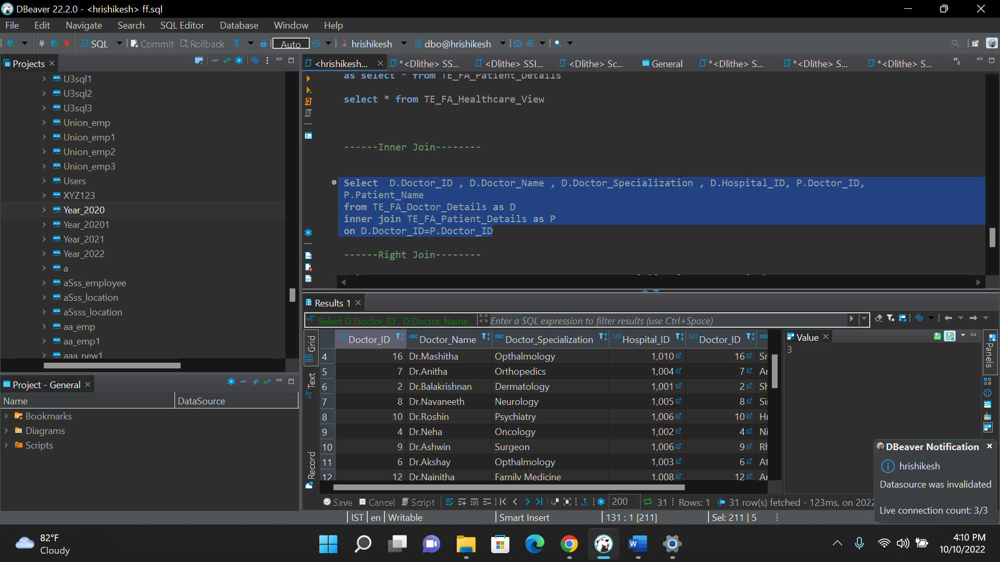 DBeaver 22.2.0 - <hrishikesh> ff.sql
File Edit Navigate Search SQL Editor Database Window Help
SQL Commit Rollback Auto hrishikesh dbo@hrishikesh
Projects
<hrishikesh... *<Dlithe> SS... <Dlithe> SSI... <Dlithe> Sc... General *<Dlithe> S... *<Dlithe> S... *<Dlithe> S...
U3sql1
U3sql2
U3sql3
Union_emp
Union_emp1
Union_emp2
Union_emp3
Users
XYZ123
Year_2020
Year_20201
Year_2021
Year_2022
a
aSss_employee
aSss_location
aSsss_location
aa_emp
aa_emp1
aaa_new1
as select * from TE_FA_Patient_Details
select * from TE_FA_Healthcare_View
------Inner Join--------
Select D.Doctor_ID , D.Doctor_Name , D.Doctor_Specialization , D.Hospital_ID, P.Doctor_ID,
P.Patient_Name
from TE_FA_Doctor_Details as D
inner join TE_FA_Patient_Details as P
on D.Doctor_ID=P.Doctor_ID
------Right Join--------
Project - General
Name DataSource
Bookmarks
Diagrams
Scripts
Results 1
Select D.Doctor_ID , D.Doctor_Name , Enter a SQL expression to filter results (use Ctrl+Space)
Grid
Text
Record
123 Doctor_ID ABC Doctor_Name ABC Doctor_Specialization 123 Hospital_ID 123 Doctor_ID ABC
4 16 Dr.Mashitha Opthalmology 1,010 16 Sr
5 7 Dr.Anitha Orthopedics 1,004 7 Ar
6 2 Dr.Balakrishnan Dermatology 1,001 2 Sh
7 8 Dr.Navaneeth Neurology 1,005 8 Si
8 10 Dr.Roshin Psychiatry 1,006 10 Hr
9 4 Dr.Neha Oncology 1,002 4 Ni
10 9 Dr.Ashwin Surgeon 1,006 9 Rh
11 6 Dr.Akshay Opthalmology 1,003 6 At
12 12 Dr.Nainitha Family Medicine 1,008 12 Ar
Value
3
Panels
Save Cancel Script 200 31 Rows: 1 31 row(s) fetched - 123ms, on 2022
DBeaver Notification
hrishikesh
Datasource was invalidated
Live connection count: 3/3
IST en Writable Smart Insert 131 : 1 [211] Sel: 211 | 5
82°F
Cloudy
4:10 PM
10/10/2022